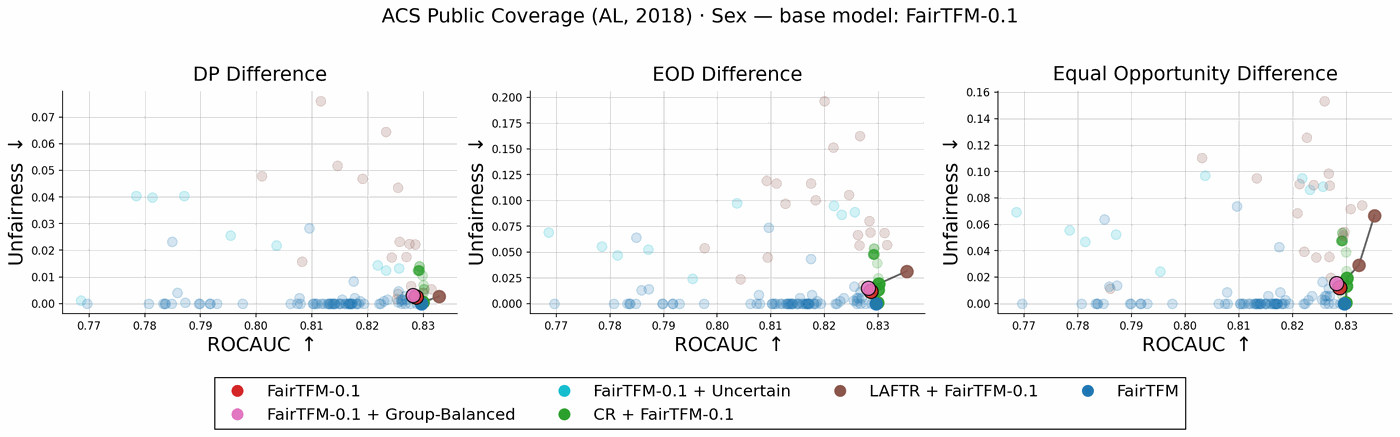 ACS Public Coverage (AL, 2018) · Sex — base model: FairTFM-0.1
DP Difference
Unfairness ↓
0.07
0.06
0.05
0.04
0.03
0.02
0.01
0.00
0.77 0.78 0.79 0.80 0.81 0.82 0.83
ROCAUC ↑
EOD Difference
Unfairness ↓
0.200
0.175
0.150
0.125
0.100
0.075
0.050
0.025
0.000
0.77 0.78 0.79 0.80 0.81 0.82 0.83
ROCAUC ↑
Equal Opportunity Difference
Unfairness ↓
0.16
0.14
0.12
0.10
0.08
0.06
0.04
0.02
0.00
0.77 0.78 0.79 0.80 0.81 0.82 0.83
ROCAUC ↑
FairTFM-0.1 FairTFM-0.1 + Uncertain LAFTR + FairTFM-0.1 FairTFM
FairTFM-0.1 + Group-Balanced CR + FairTFM-0.1